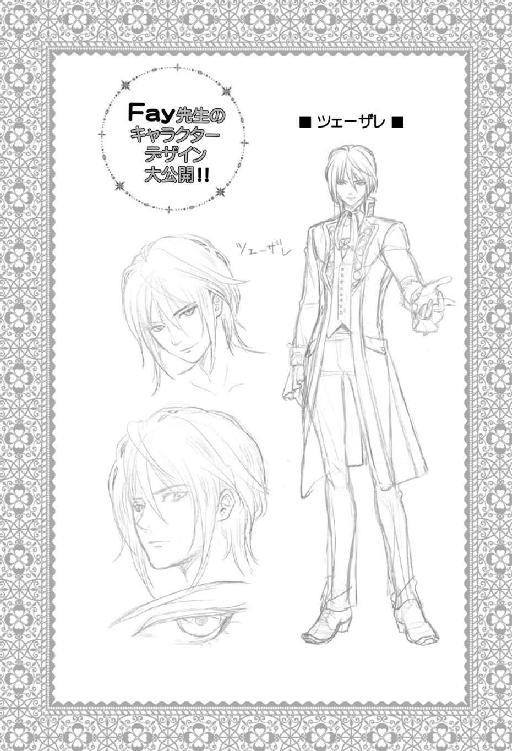 Fay先生の
キャラクター
デザイン
大公開!!
■ ツェーザレ ■
ツェーザレ